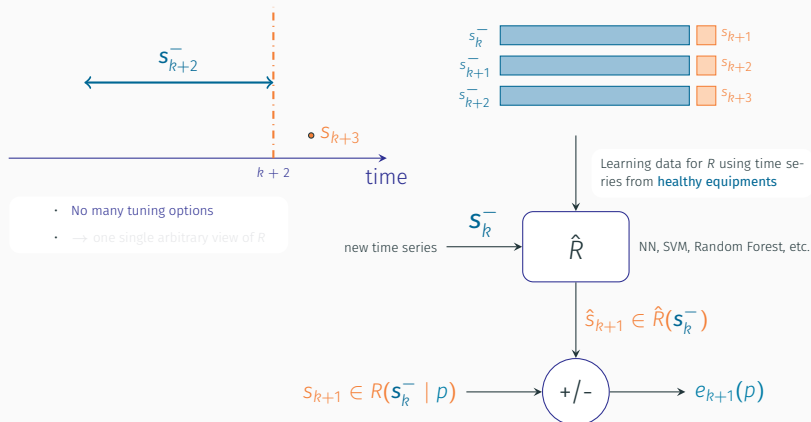 s⁻ₖ₊₂
sₖ₊₃
k + 2
time
· No many tuning options
· → one single arbitrary view of R
s⁻ₖ sₖ₊₁
s⁻ₖ₊₁ sₖ₊₂
s⁻ₖ₊₂ sₖ₊₃
Learning data for R using time se-
ries from healthy equipments
new time series
s⁻ₖ
R̂
NN, SVM, Random Forest, etc.
ŝₖ₊₁ ∈ R̂(s⁻ₖ)
sₖ₊₁ ∈ R(s⁻ₖ | p)
+/-
eₖ₊₁(p)